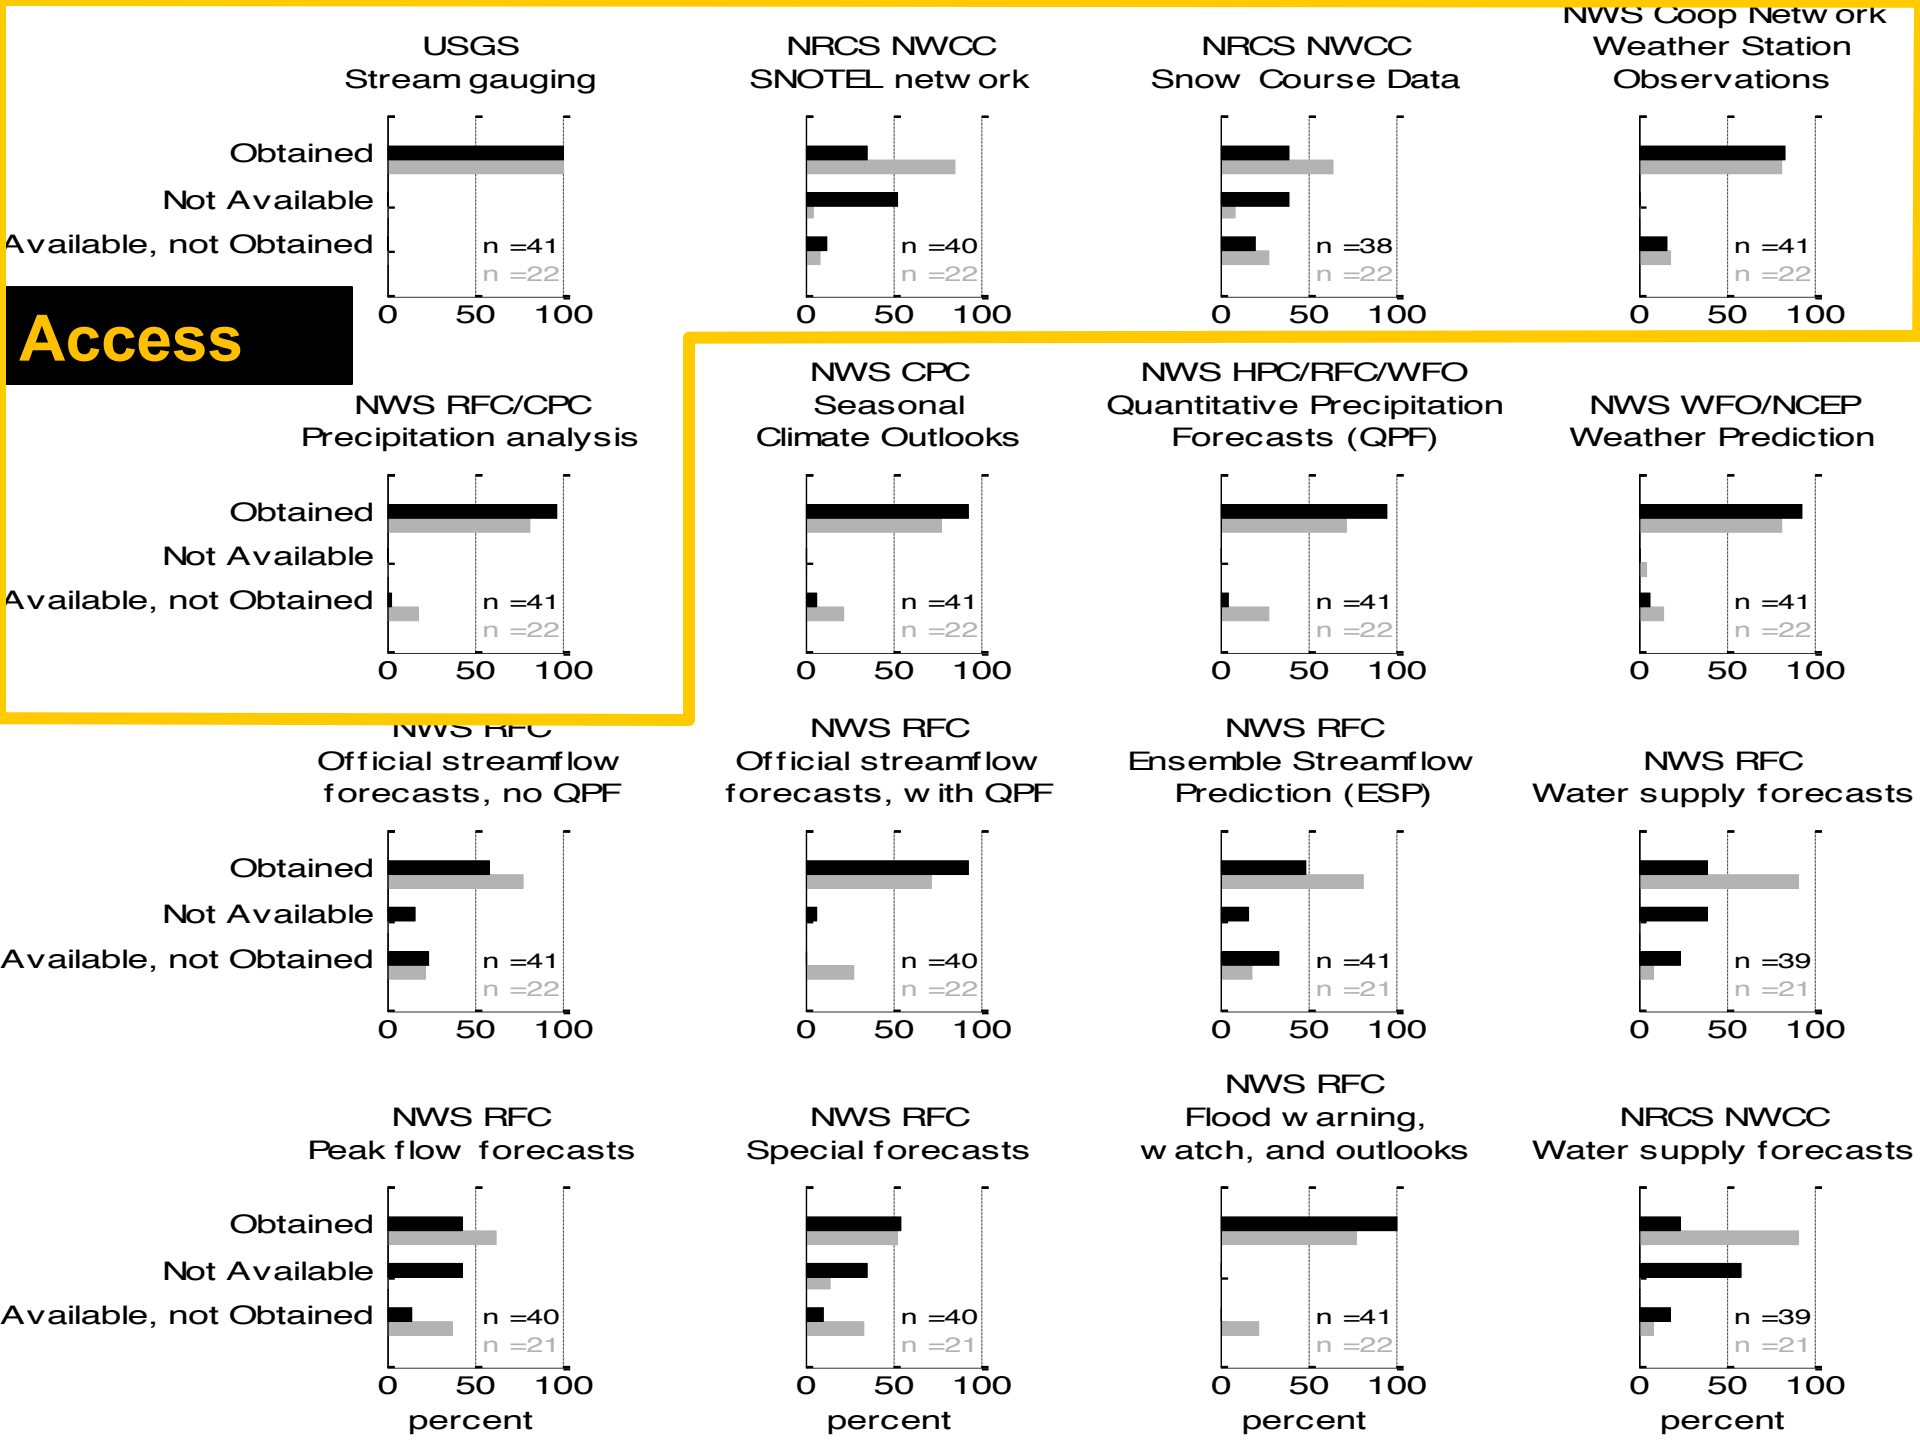 USGS
Stream gauging
NRCS NWCC
SNOTEL network
NRCS NWCC
Snow Course Data
NWS Coop Network
Weather Station
Observations
Obtained
Not Available
Available, not Obtained
n =41
n =22
0 50 100
n =40
n =22
0 50 100
n =38
n =22
0 50 100
n =41
n =22
0 50 100
Access
NWS RFC/CPC
Precipitation analysis
NWS CPC
Seasonal
Climate Outlooks
NWS HPC/RFC/WFO
Quantitative Precipitation
Forecasts (QPF)
NWS WFO/NCEP
Weather Prediction
Obtained
Not Available
Available, not Obtained
n =41
n =22
0 50 100
n =41
n =22
0 50 100
n =41
n =22
0 50 100
n =41
n =22
0 50 100
NWS RFC
Official streamflow
forecasts, no QPF
NWS RFC
Official streamflow
forecasts, with QPF
NWS RFC
Ensemble Streamflow
Prediction (ESP)
NWS RFC
Water supply forecasts
Obtained
Not Available
Available, not Obtained
n =41
n =22
0 50 100
n =40
n =22
0 50 100
n =41
n =21
0 50 100
n =39
n =21
0 50 100
NWS RFC
Peak flow forecasts
NWS RFC
Special forecasts
NWS RFC
Flood warning,
watch, and outlooks
NRCS NWCC
Water supply forecasts
Obtained
Not Available
Available, not Obtained
n =40
n =21
0 50 100
percent
n =40
n =21
0 50 100
percent
n =41
n =22
0 50 100
percent
n =39
n =21
0 50 100
percent